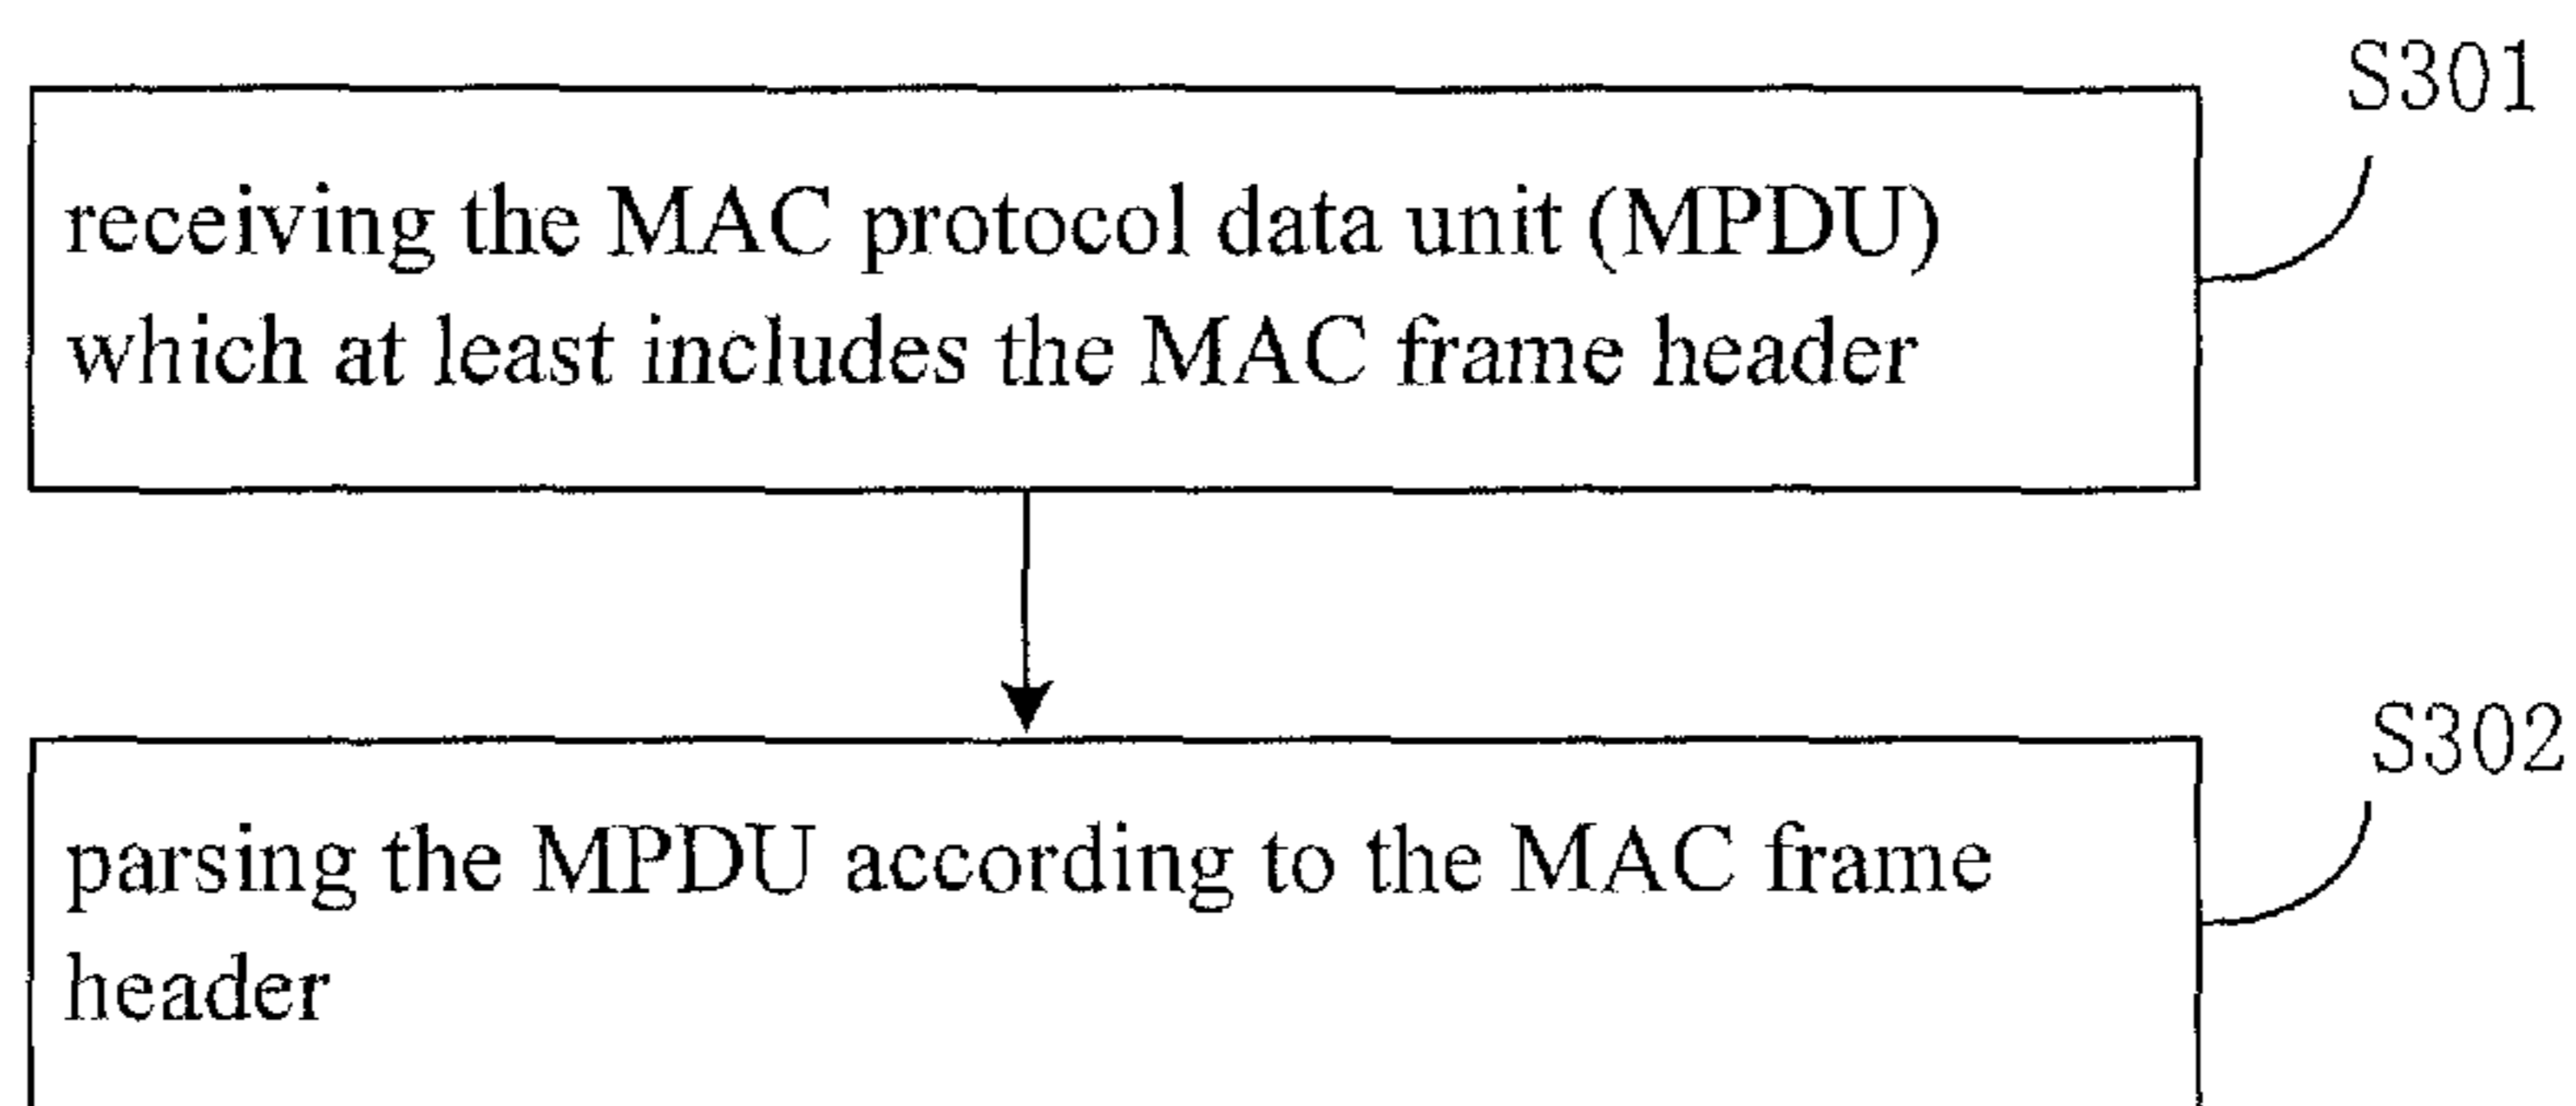 S301
receiving the MAC protocol data unit (MPDU)
which at least includes the MAC frame header
S302
parsing the MPDU according to the MAC frame
header